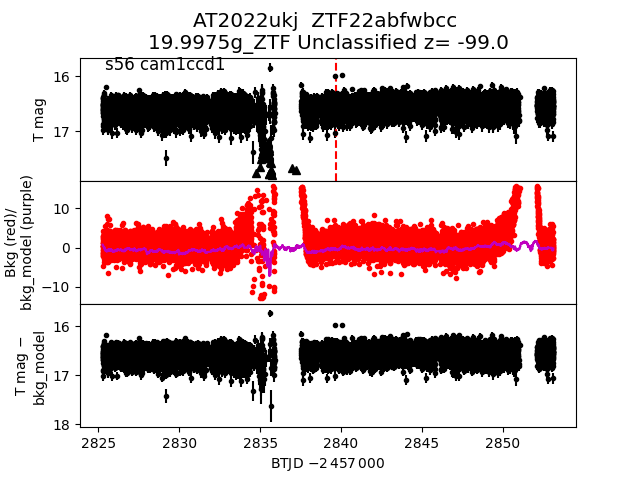 AT2022ukj  ZTF22abfwbcc
19.9975g_ZTF Unclassified z= -99.0
s56 cam1ccd1
16
17
T mag
10
0
−10
Bkg (red)/
bkg_model (purple)
16
17
18
T mag −
bkg_model
2825 2830 2835 2840 2845 2850
BTJD −2 457 000